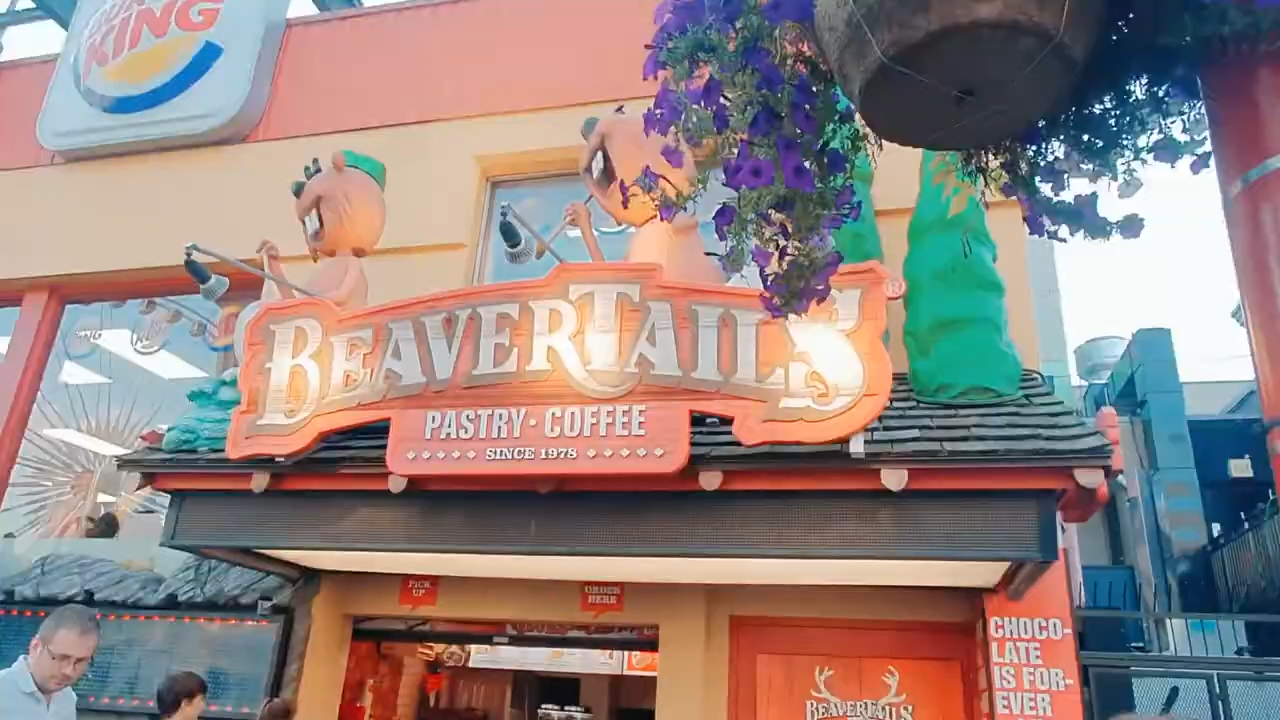 KING
BEAVERTAILS®
PASTRY · COFFEE
SINCE 1978
PICK UP
ORDER HERE
CHOCO-
LATE
IS FOR-
EVER
BEAVERTAILS